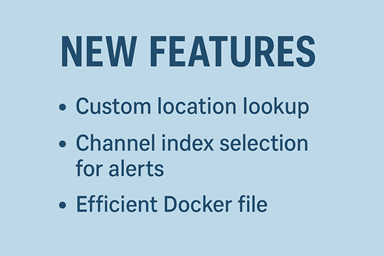 NEW FEATURES
• Custom location lookup
• Channel index selection
for alerts
• Efficient Docker file